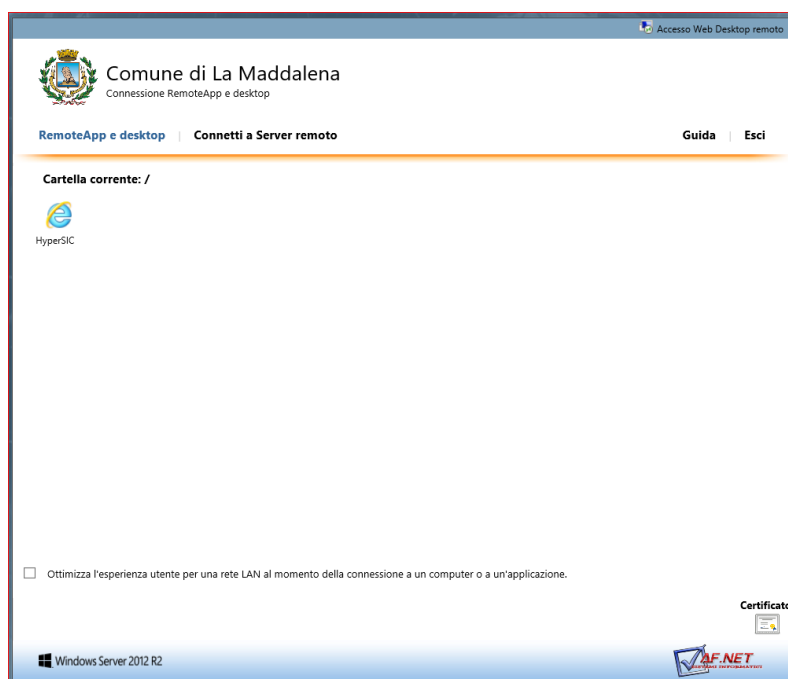 Accesso Web Desktop remoto
Comune di La Maddalena
Connessione RemoteApp e desktop
RemoteApp e desktop | Connetti a Server remoto
Guida | Esci
Cartella corrente: /
HyperSIC
Ottimizza l'esperienza utente per una rete LAN al momento della connessione a un computer o a un'applicazione.
Certificato
Windows Server 2012 R2
AF.NET